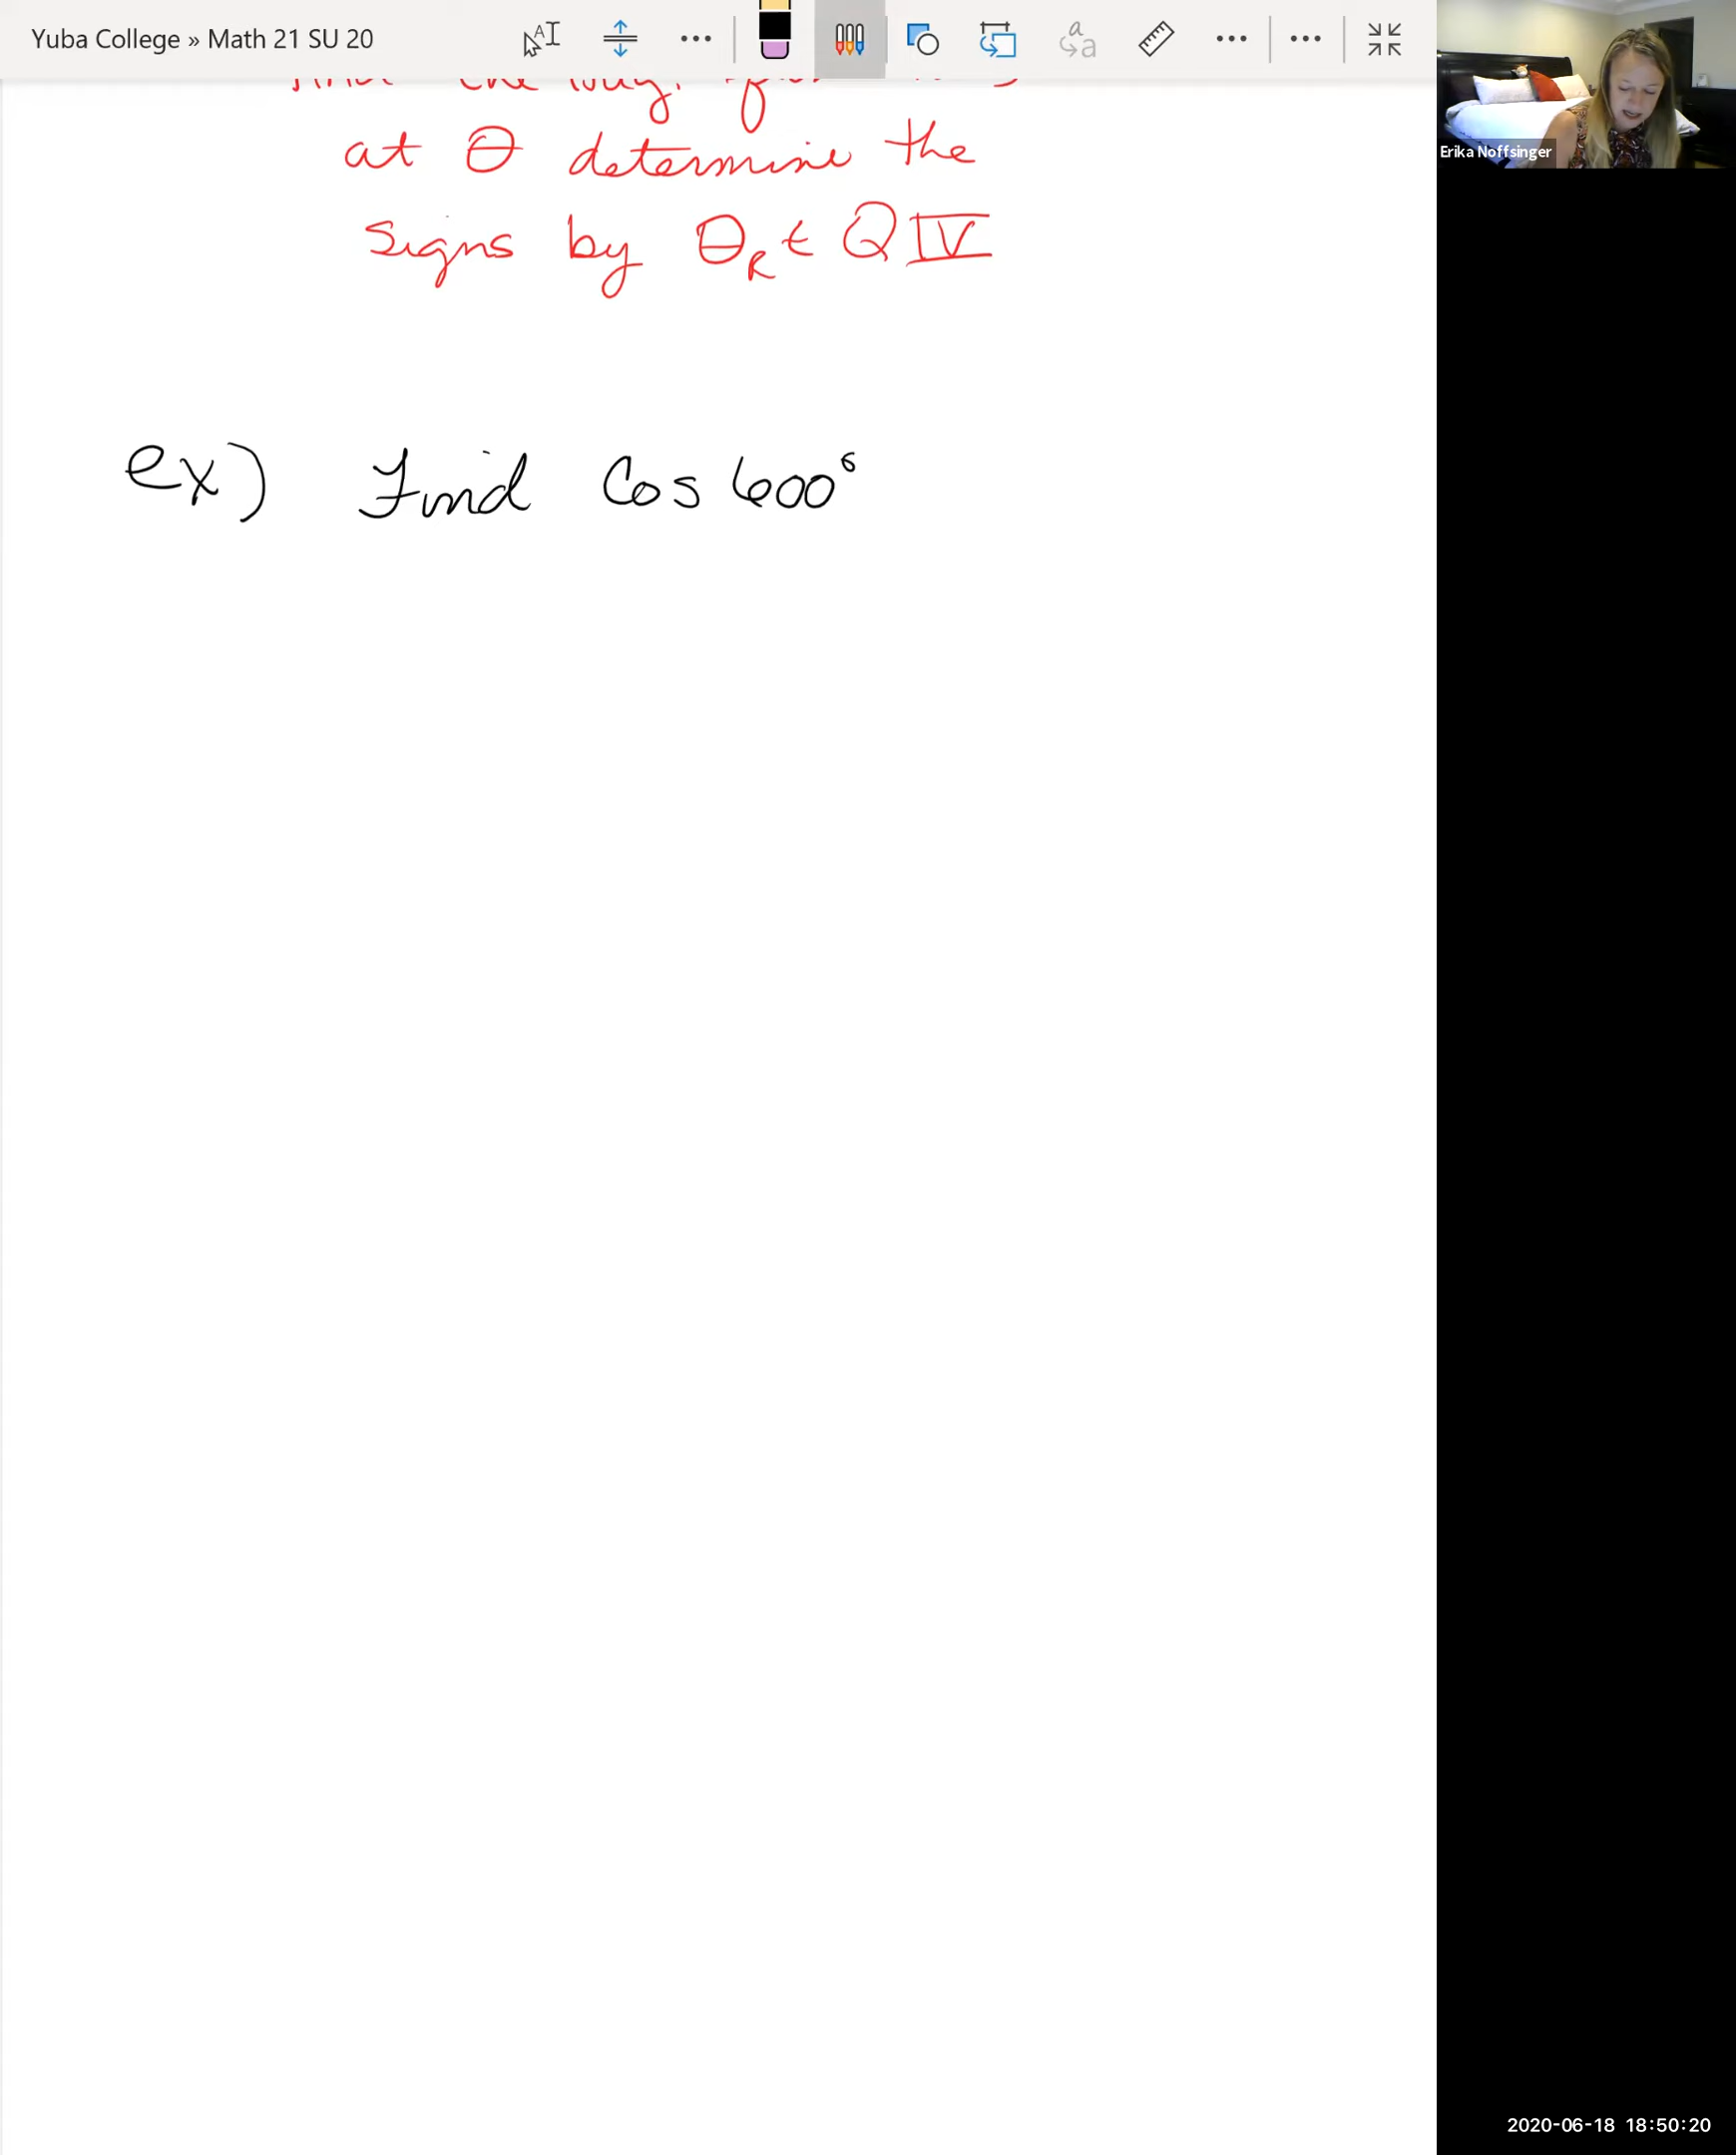 Yuba College » Math 21 SU 20
Erika Noffsinger
the
at θ determine the
signs by θR & Q IV
ex) Find Cos 600°
2020-06-18 18:50:20